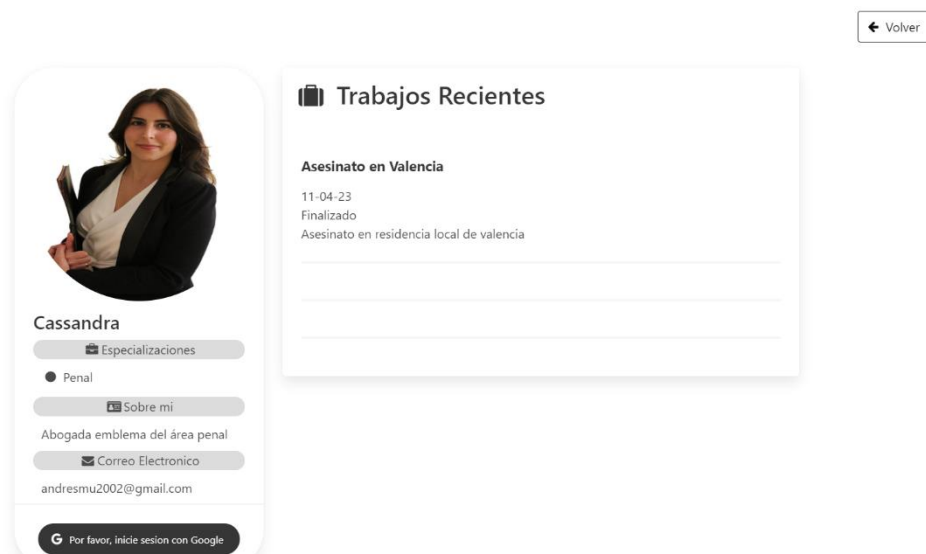 Volver
Trabajos Recientes
Asesinato en Valencia
11-04-23
Finalizado
Asesinato en residencia local de valencia
Cassandra
Especializaciones
Penal
Sobre mi
Abogada emblema del área penal
Correo Electronico
andresmu2002@gmail.com
G Por favor, inicie sesion con Google